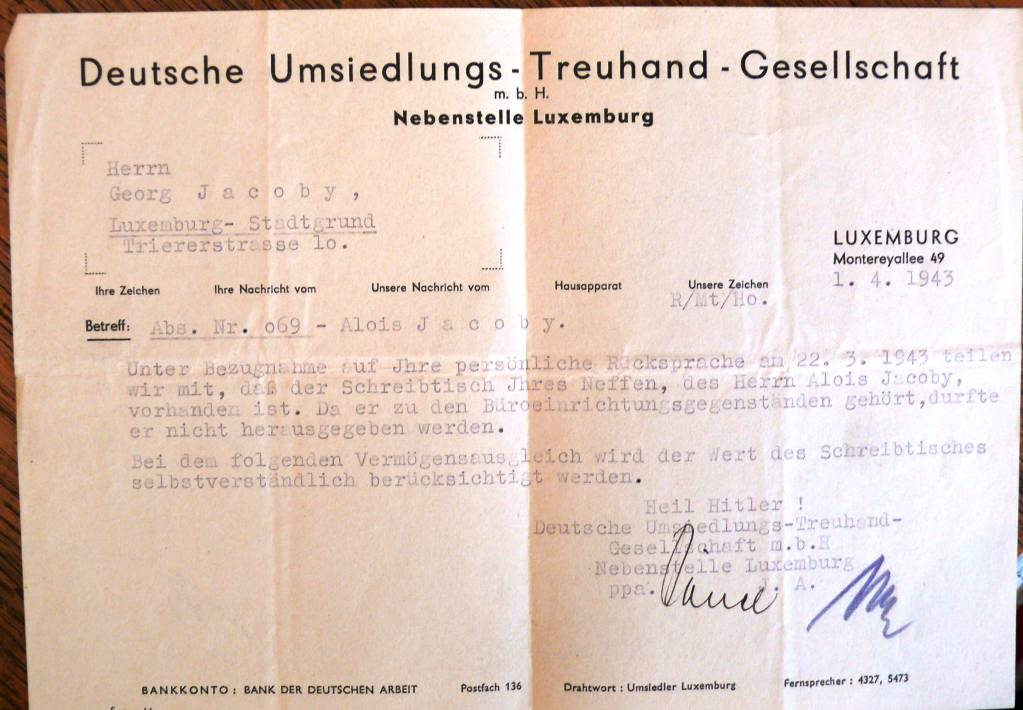 Deutsche Umsiedlungs - Treuhand - Gesellschaft
m. b. H.
Nebenstelle Luxemburg
Herrn
Georg J a c o b y ,
Luxemburg- Stadtgrund
Triererstrasse lo.
LUXEMBURG
Montereyallee 49
1. 4. 1943
Ihre Zeichen Ihre Nachricht vom Unsere Nachricht vom Hausapparat Unsere Zeichen
R/Mt/Ho.
Betreff: Abs. Nr. o69 - Alois J a c o b y.
Unter Bezugnahme auf Jhre persönliche Rücksprache am 22. 3. 1943 teilen
wir mit, daß der Schreibtisch Jhres Neffen, des Herrn Alois Jacoby,
vorhanden ist. Da er zu den Büroeinrichtungsgegenständen gehört,durfte
er nicht herausgegeben werden.
Bei dem folgenden Vermögensausgleich wird der Wert des Schreibtisches
selbstverständlich berücksichtigt werden.
Heil Hitler !
Deutsche Umsiedlungs-Treuhand-
Gesellschaft m.b.H
Nebenstelle Luxemburg
ppa. J. A.
BANKKONTO : BANK DER DEUTSCHEN ARBEIT Postfach 136 Drahtwort : Umsiedler Luxemburg Fernsprecher : 4327, 5473